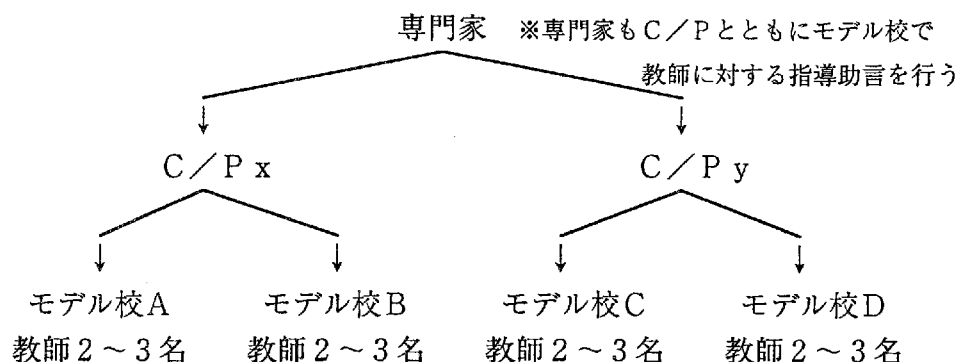 専門家 ※専門家もC／Pとともにモデル校で
教師に対する指導助言を行う
C／P x C／P y
モデル校A モデル校B モデル校C モデル校D
教師2～3名 教師2～3名 教師2～3名 教師2～3名